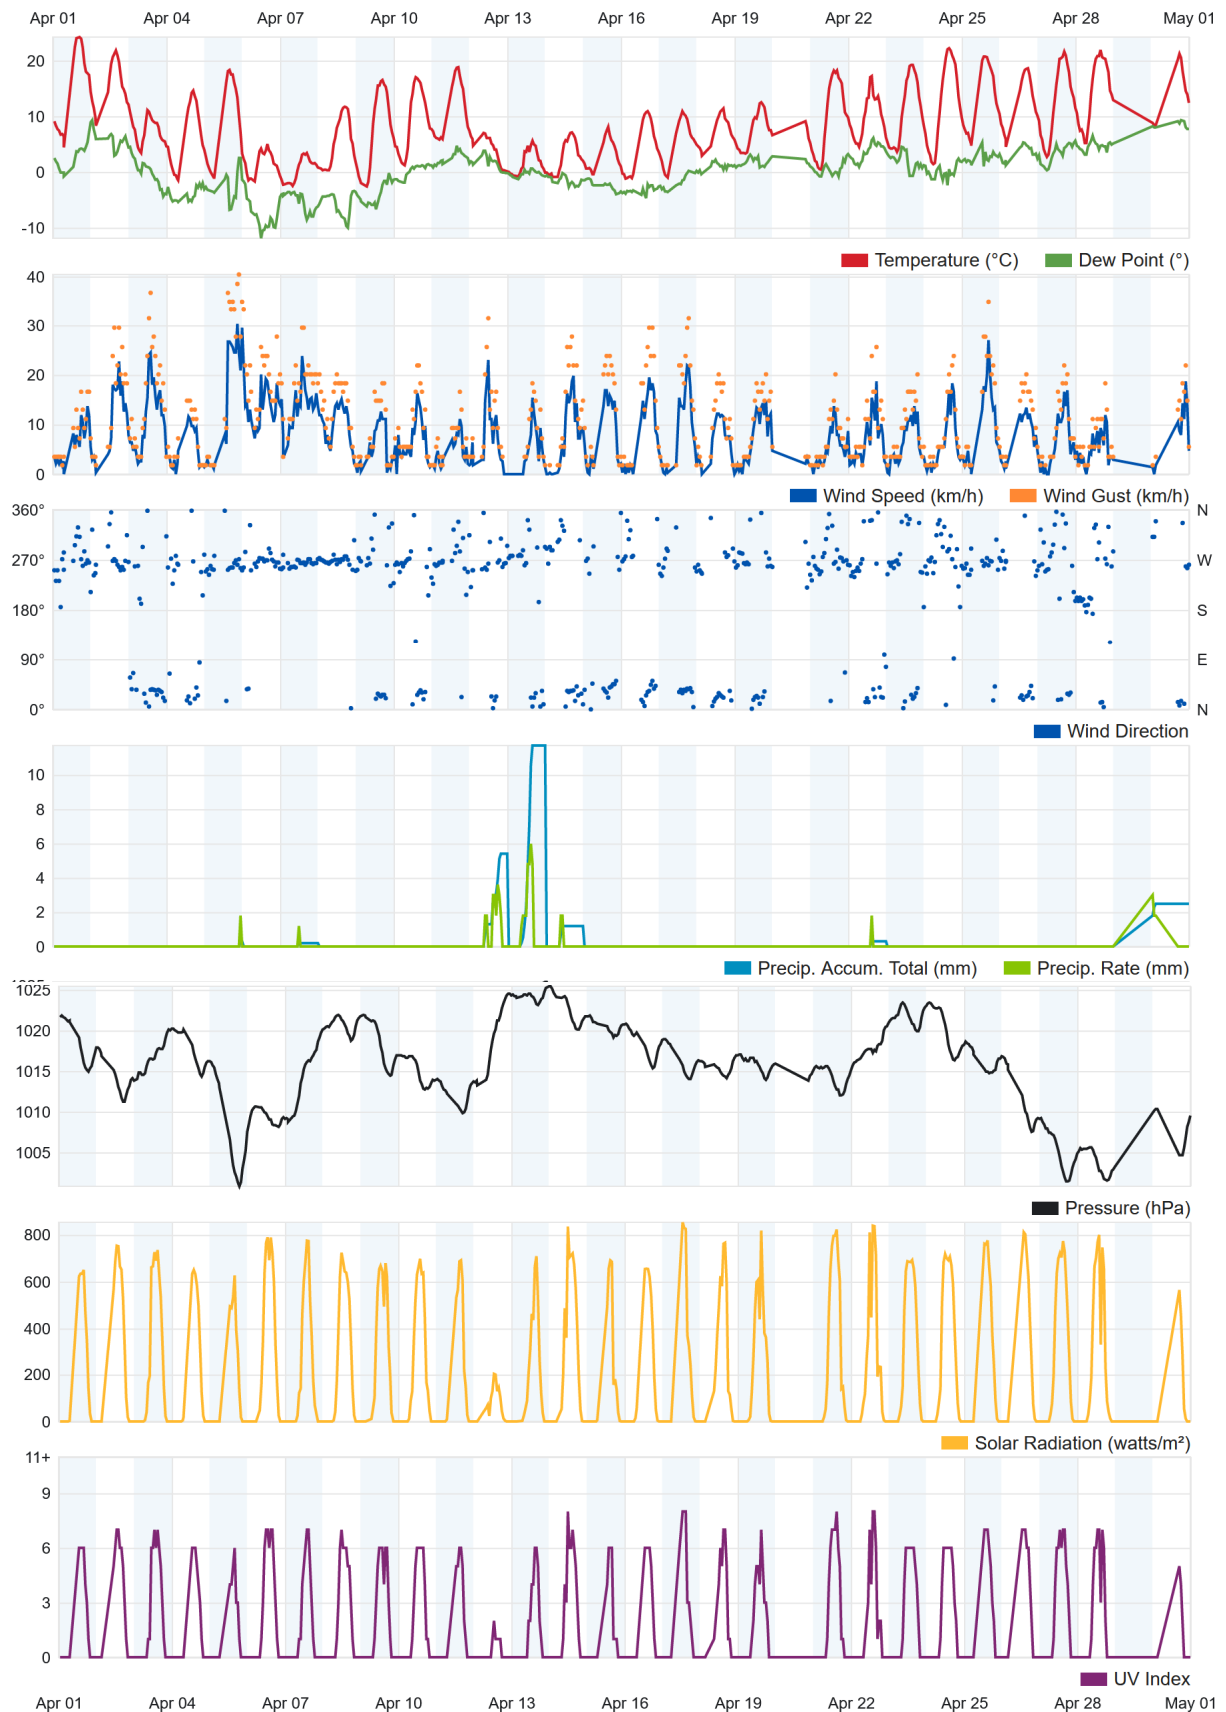 Apr 01 Apr 04 Apr 07 Apr 10 Apr 13 Apr 16 Apr 19 Apr 22 Apr 25 Apr 28 May 01
20
10
0
-10
Temperature (°C) Dew Point (°)
40
30
20
10
0
Wind Speed (km/h) Wind Gust (km/h)
360° N
270° W
180° S
90° E
0° N
Wind Direction
10
8
6
4
2
0
Precip. Accum. Total (mm) Precip. Rate (mm)
1025
1020
1015
1010
1005
Pressure (hPa)
800
600
400
200
0
Solar Radiation (watts/m²)
11+
9
6
3
0
UV Index
Apr 01 Apr 04 Apr 07 Apr 10 Apr 13 Apr 16 Apr 19 Apr 22 Apr 25 Apr 28 May 01